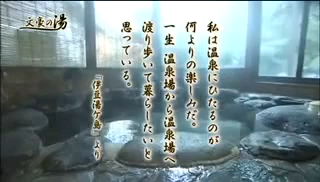 文豪の湯
私は温泉にひたるのが
何よりの楽しみだ。
一生 温泉場から温泉場へ
渡り歩いて暮らしたいと
思っている。
『伊豆湯ヶ島』より